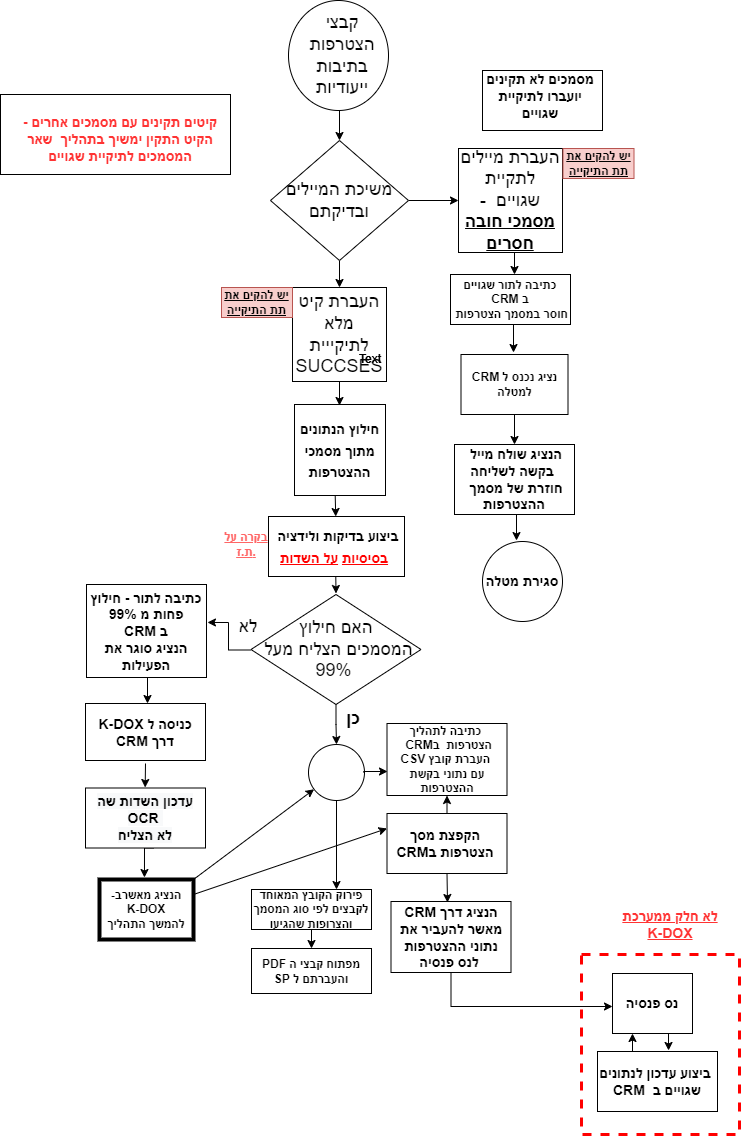 קבצי
הצטרפות
בתיבות
ייעודיות
מסמכים לא תקינים
יועברו לתיקיית
שגויים
קיטים תקינים עם מסמכים אחרים -
הקיט התקין ימשיך בתהליך שאר
המסמכים לתיקיית שגויים
משיכת המיילים
ובדיקתם
העברת מיילים
לתקיית
שגויים -
מסמכי חובה
חסרים
יש להקים את
תת התיקייה
כתיבה לתור שגויים
ב CRM
חוסר במסמך הצטרפות
נציג נכנס ל CRM
למטלה
הנציג שולח מייל
בקשה לשליחה
חוזרת של מסמך
ההצטרפות
סגירת מטלה
יש להקים את
תת התיקייה
העברת קיט
מלא
לתיקיית
SUCCSES
Text
חילוץ הנתונים
מתוך מסמכי
ההצטרפות
בקרה על
ת.ז.
ביצוע בדיקות ולידציה
בסיסיות על השדות
האם חילוץ
המסמכים הצליח מעל
99%
לא
כן
כתיבה לתור - חילוץ
פחות מ 99%
ב CRM
הנציג סוגר את
הפעילות
כניסה ל K-DOX
דרך CRM
עדכון השדות שה
OCR
לא הצליח
הנציג מאשרב-
K-DOX
להמשך התהליך
כתיבה לתהליך
הצטרפות בCRM
העברת קובץ CSV
עם נתוני בקשת
ההצטרפות
הקפצת מסך
הצטרפות בCRM
הנציג דרך CRM
מאשר להעביר את
נתוני ההצטרפות
לנס פנסיה
פירוק הקובץ המאוחד
לקבצים לפי סוג המסמך
והצרופות שהגיעו
מפתוח קבצי ה PDF
והעברתם ל SP
לא חלק ממערכת
K-DOX
נס פנסיה
ביצוע עדכון לנתונים
שגויים ב CRM